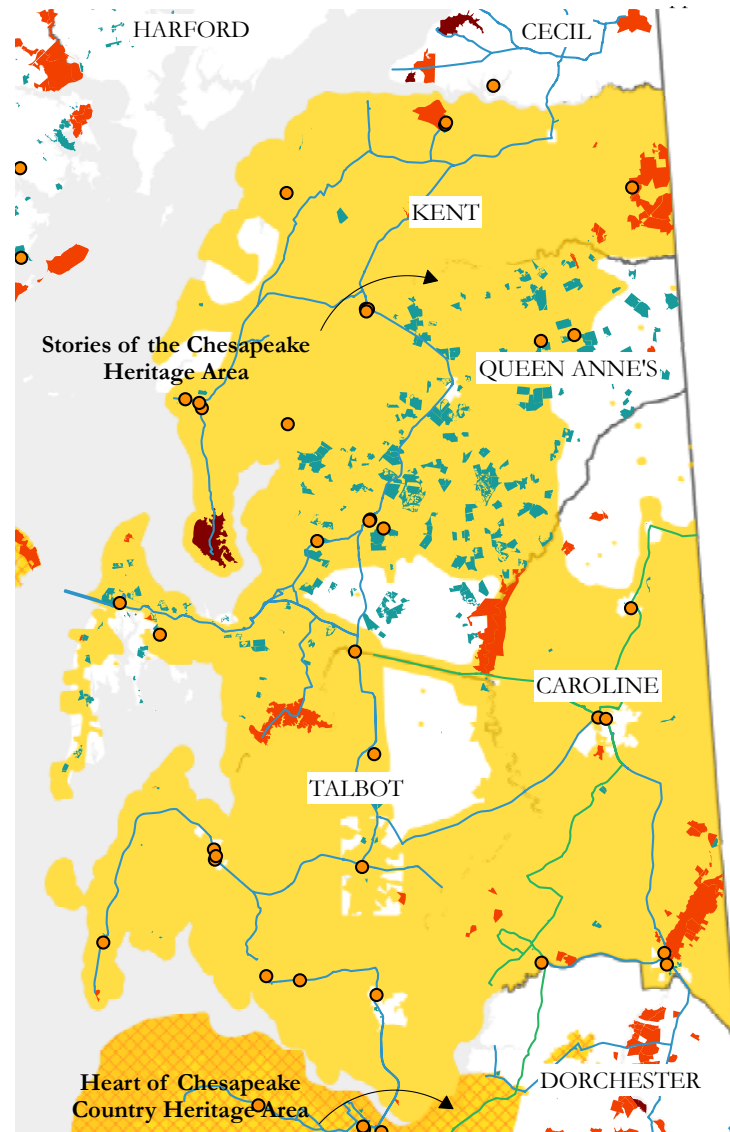 HARFORD
CECIL
KENT
Stories of the Chesapeake
Heritage Area
QUEEN ANNE'S
CAROLINE
TALBOT
Heart of Chesapeake
Country Heritage Area
DORCHESTER